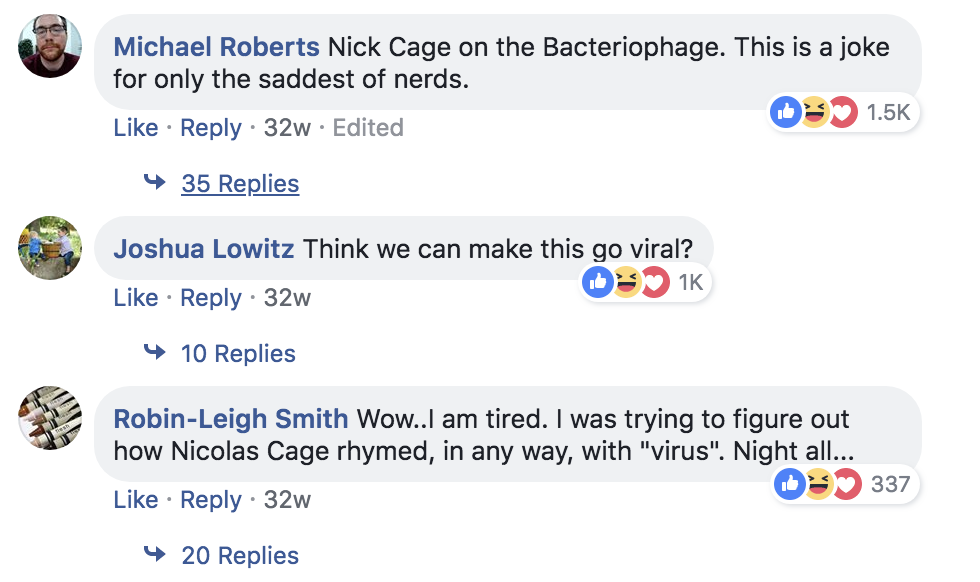 Michael Roberts Nick Cage on the Bacteriophage. This is a joke
for only the saddest of nerds.
1.5K
Like · Reply · 32w · Edited
35 Replies
Joshua Lowitz Think we can make this go viral?
1K
Like · Reply · 32w
10 Replies
Robin-Leigh Smith Wow..I am tired. I was trying to figure out
how Nicolas Cage rhymed, in any way, with "virus". Night all...
337
Like · Reply · 32w
20 Replies